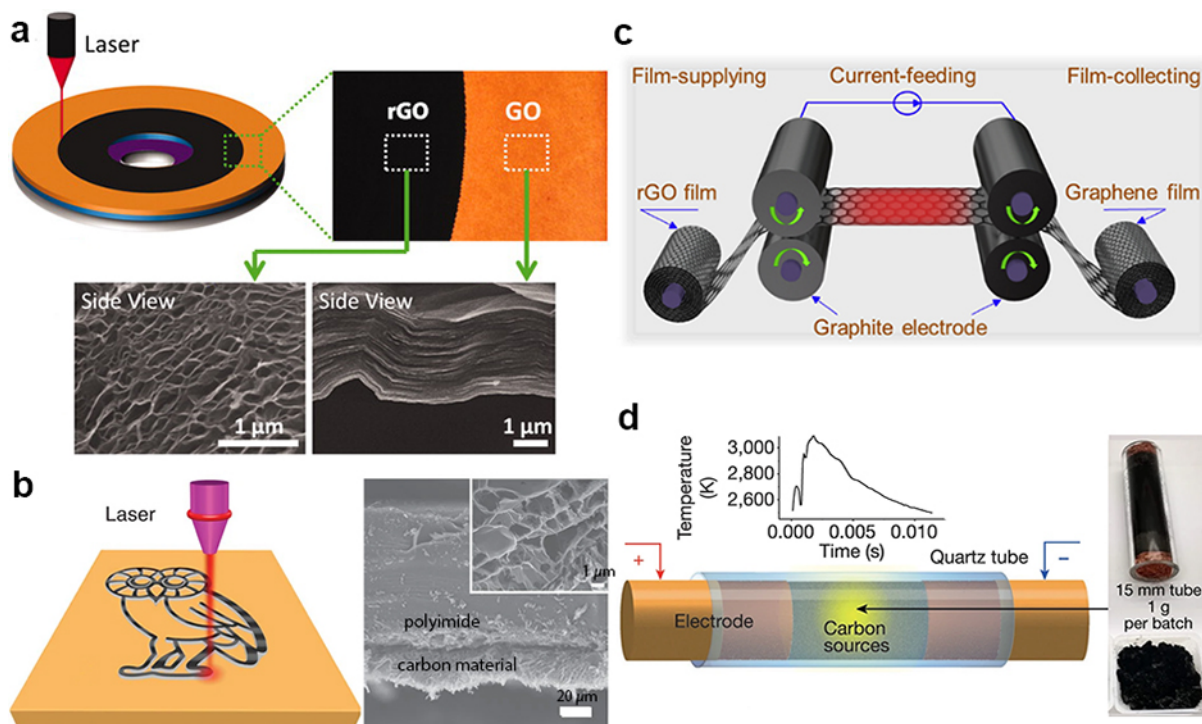 a
Laser
rGO
GO
Side View
1 μm
Side View
1 μm
b
Laser
1 μm
polyimide
carbon material
20 μm
c
Film-supplying
Current-feeding
Film-collecting
rGO film
Graphene film
Graphite electrode
d
Temperature
(K)
3,000
2,800
2,600
0.000
0.005
0.010
Time (s)
Quartz tube
+
−
Electrode
Carbon
sources
15 mm tube
1 g
per batch